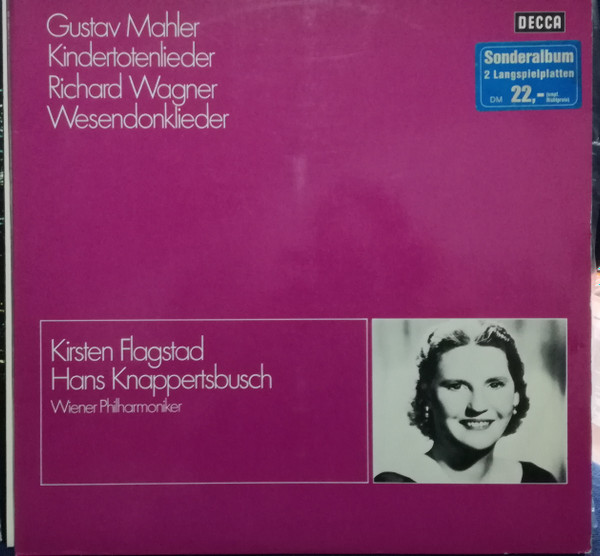 Gustav Mahler
Kindertotenlieder
Richard Wagner
Wesendonklieder
DECCA
Sonderalbum
2 Langspielplatten
DM 22,-
Kirsten Flagstad
Hans Knappertsbusch
Wiener Philharmoniker